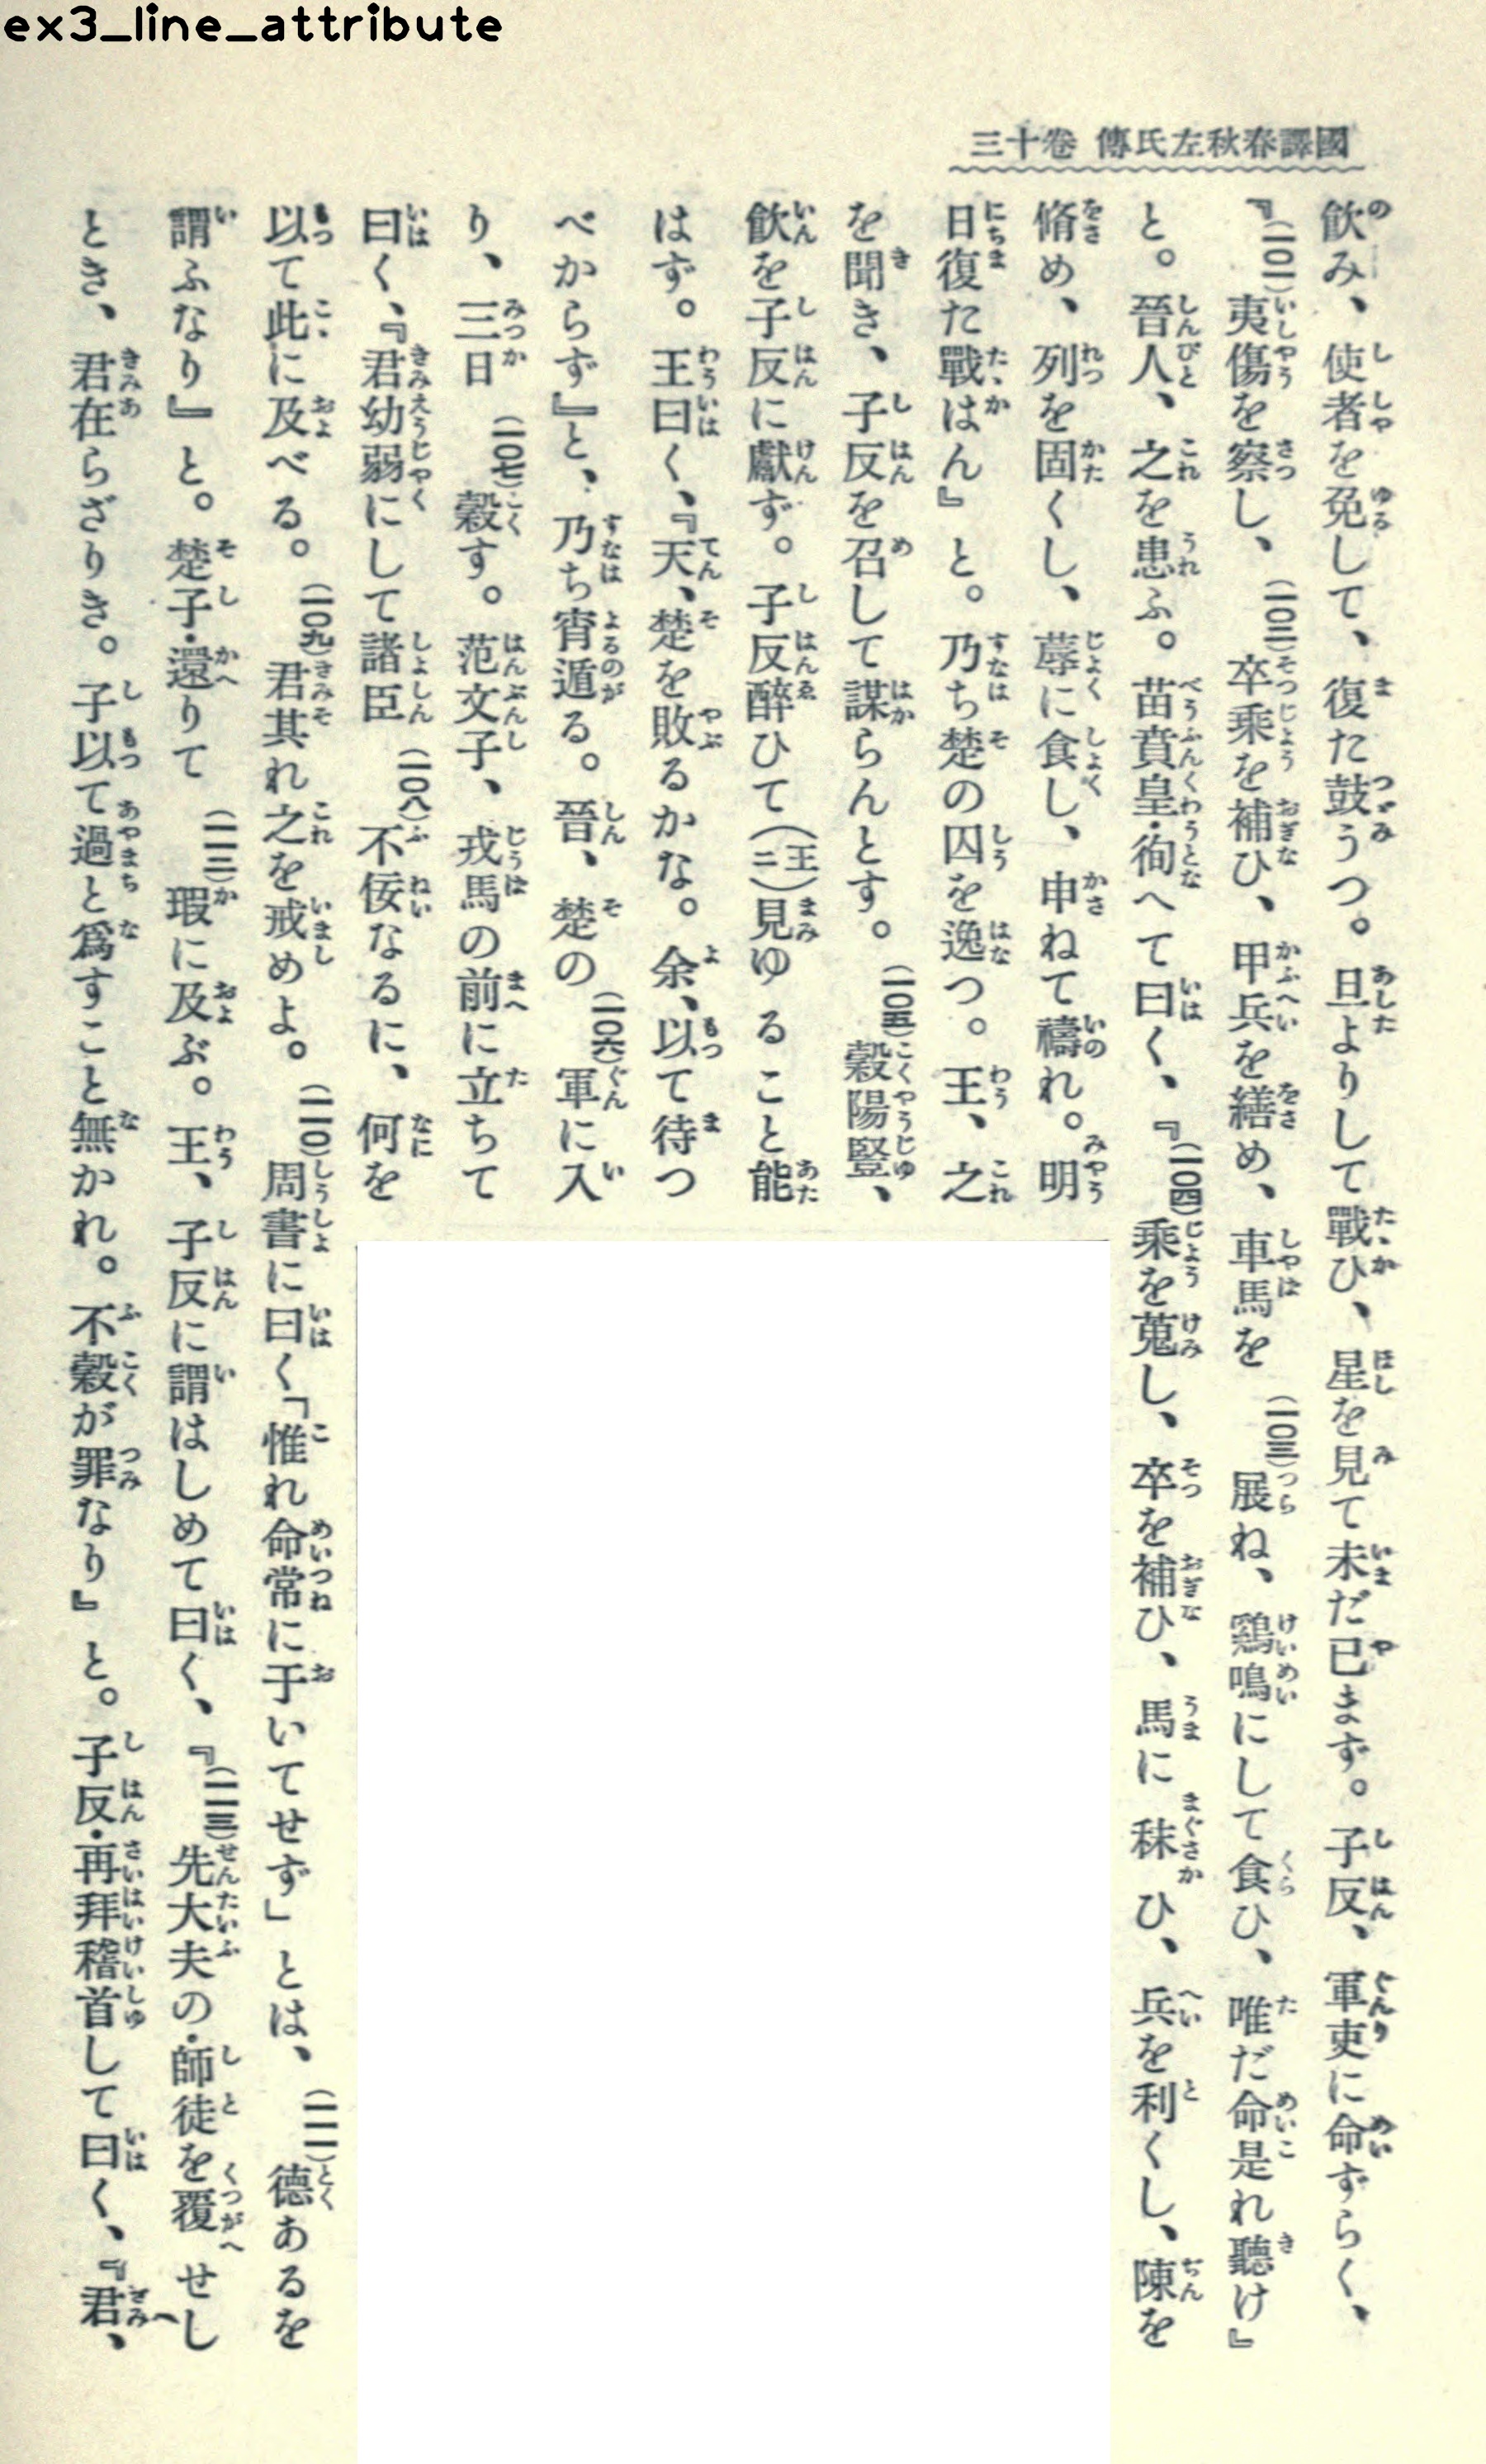 ex3_line_attribute
國譯春秋左氏傳 卷十三
飮み、使者を免して、復た鼓うつ。旦よりして戰ひ、星を見て未だ已まず。子反、軍吏に命ずらく、
『(一〇一)夷傷を察し、(一〇二)卒乘を補ひ、甲兵を繕め、車馬を(一〇三)展ね、鷄鳴にして食ひ、唯だ命是れ聽け』
と。晉人、之を患ふ。苗賁皇・徇へて曰く、『(一〇四)乘を蒐し、卒を補ひ、馬に秣ひ、兵を利くし、陳を
脩め、列を固くし、蓐に食し、申ねて禱れ。明
日復た戰はん』と。乃ち楚の囚を逸つ。王、之
を聞き、子反を召して謀らんとす。(一〇五)穀陽豎、
飮を子反に獻ず。子反醉ひて(王ニ)見ゆること能
はず。王曰く、『天、楚を敗るかな。余、以て待つ
べからず』と、乃ち宵遁る。晉、楚の(一〇六)軍に入
り、三日(一〇七)穀す。范文子、戎馬の前に立ちて
曰く、『君幼弱にして諸臣(一〇八)不佞なるに、何を
以て此に及べる。(一〇九)君其れ之を戒めよ。(一一〇)周書に曰く「惟れ命常に于いてせず」とは、(一一一)德あるを
謂ふなり』と。楚子・還りて(一一二)瑕に及ぶ。王、子反に謂はしめて曰く、『(一一三)先大夫の・師徒を覆へせし
とき、君在らざりき。子以て過と爲すこと無かれ。不穀が罪なり』と。子反・再拜稽首して曰く、『君、